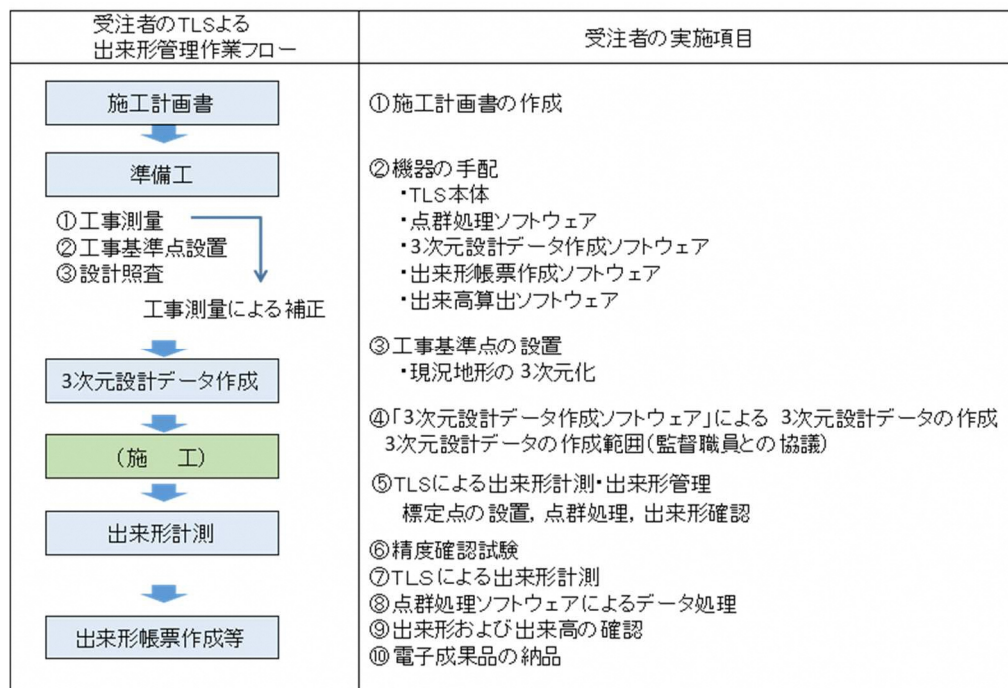 受注者のTLSよる
出来形管理作業フロー
受注者の実施項目
施工計画書
準備工
①工事測量
②工事基準点設置
③設計照査
工事測量による補正
3次元設計データ作成
(施 工)
出来形計測
出来形帳票作成等
①施工計画書の作成
②機器の手配
・TLS本体
・点群処理ソフトウェア
・3次元設計データ作成ソフトウェア
・出来形帳票作成ソフトウェア
・出来高算出ソフトウェア
③工事基準点の設置
・現況地形の3次元化
④「3次元設計データ作成ソフトウェア」による 3次元設計データの作成
3次元設計データの作成範囲(監督職員との協議)
⑤TLSによる出来形計測・出来形管理
標定点の設置, 点群処理, 出来形確認
⑥精度確認試験
⑦TLSによる出来形計測
⑧点群処理ソフトウェアによるデータ処理
⑨出来形および出来高の確認
⑩電子成果品の納品